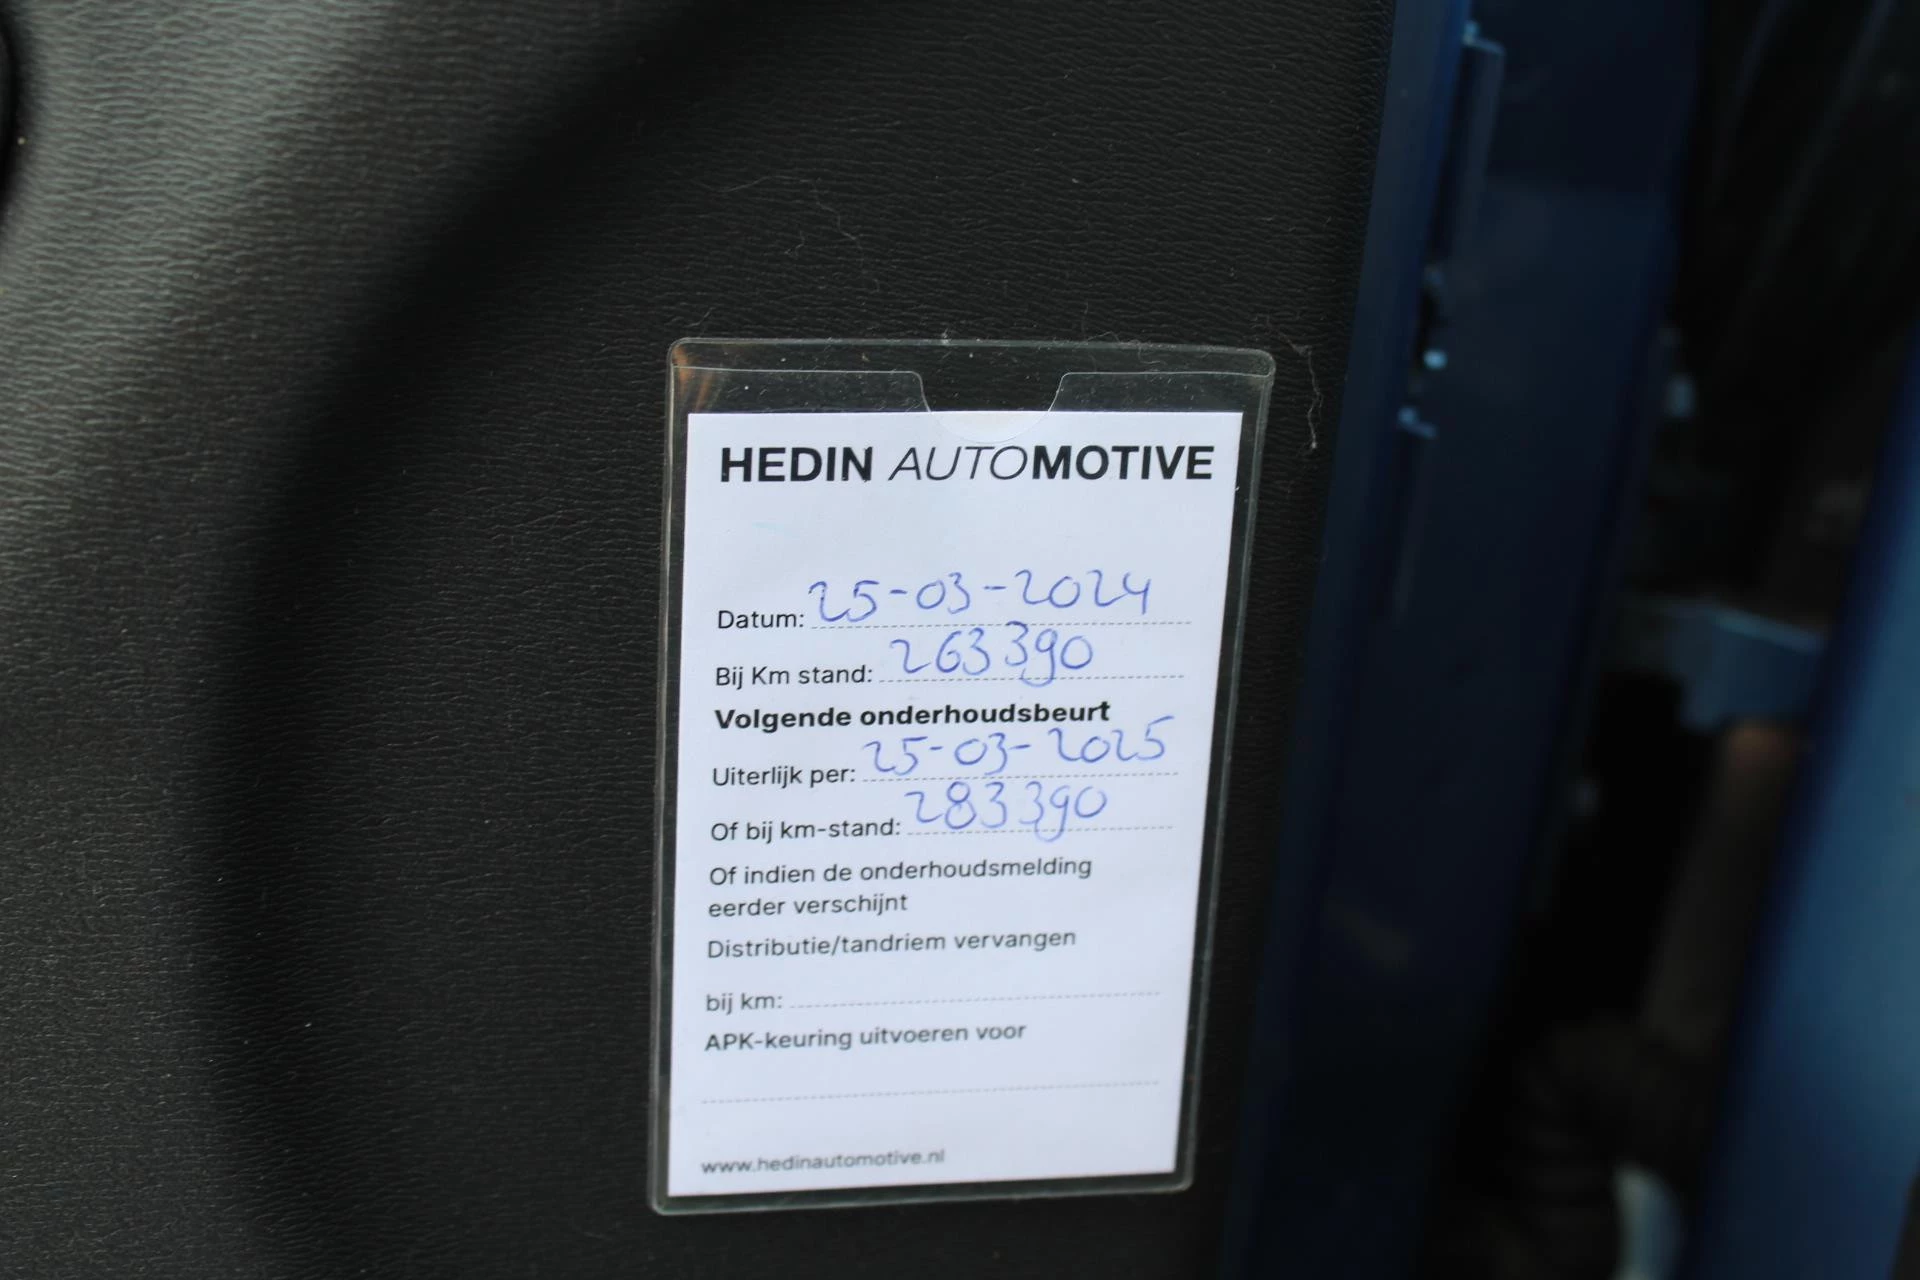 HEDIN AUTOMOTIVE
Datum: 25-03-2024
Bij Km stand: 263390
Volgende onderhoudsbeurt
Uiterlijk per: 25-03-2025
Of bij km-stand: 283390
Of indien de onderhoudsmelding
eerder verschijnt
Distributie/tandriem vervangen
bij km:
APK-keuring uitvoeren voor
www.hedinautomotive.nl